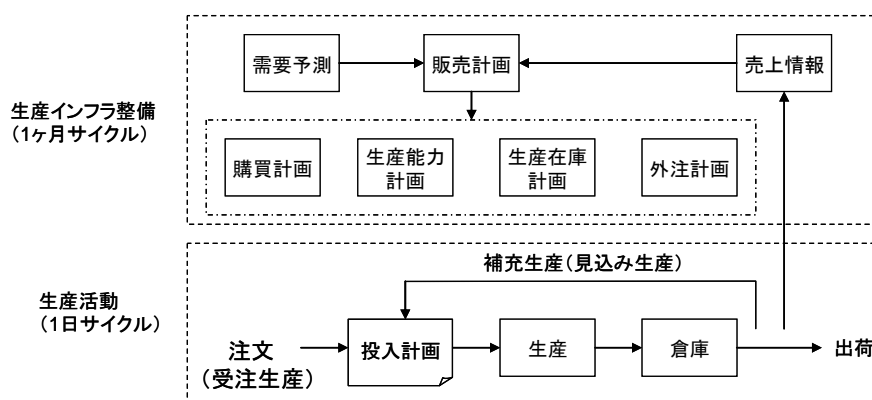 需要予測
販売計画
売上情報
生産インフラ整備
（1ヶ月サイクル）
購買計画
生産能力
計画
生産在庫
計画
外注計画
補充生産（見込み生産）
生産活動
（1日サイクル）
注文
（受注生産）
投入計画
生産
倉庫
出荷